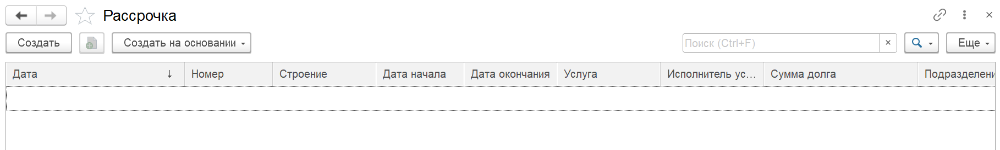 Рассрочка
Создать Создать на основании Поиск (Ctrl+F) Еще
Дата Номер Строение Дата начала Дата окончания Услуга Исполнитель ус... Сумма долга Подразделени